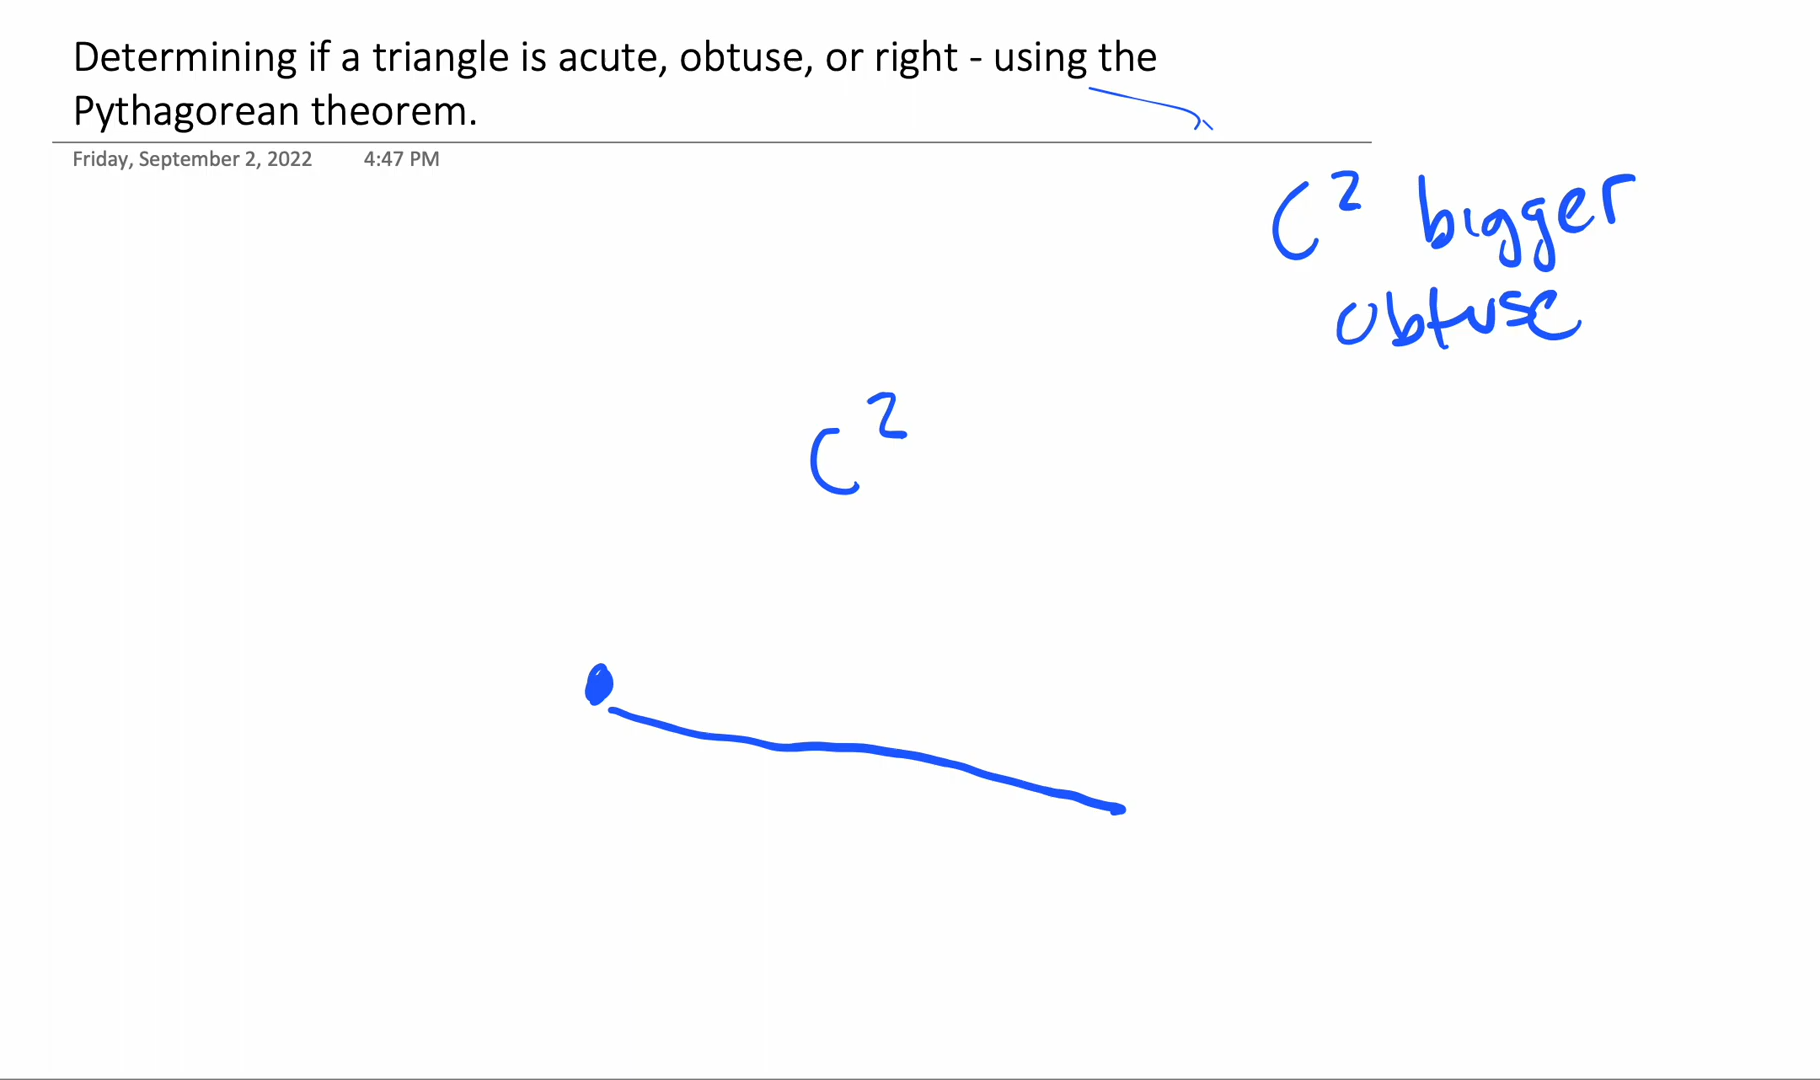 Determining if a triangle is acute, obtuse, or right - using the
Pythagorean theorem.
Friday, September 2, 2022 4:47 PM
C² bigger
obtuse
C²